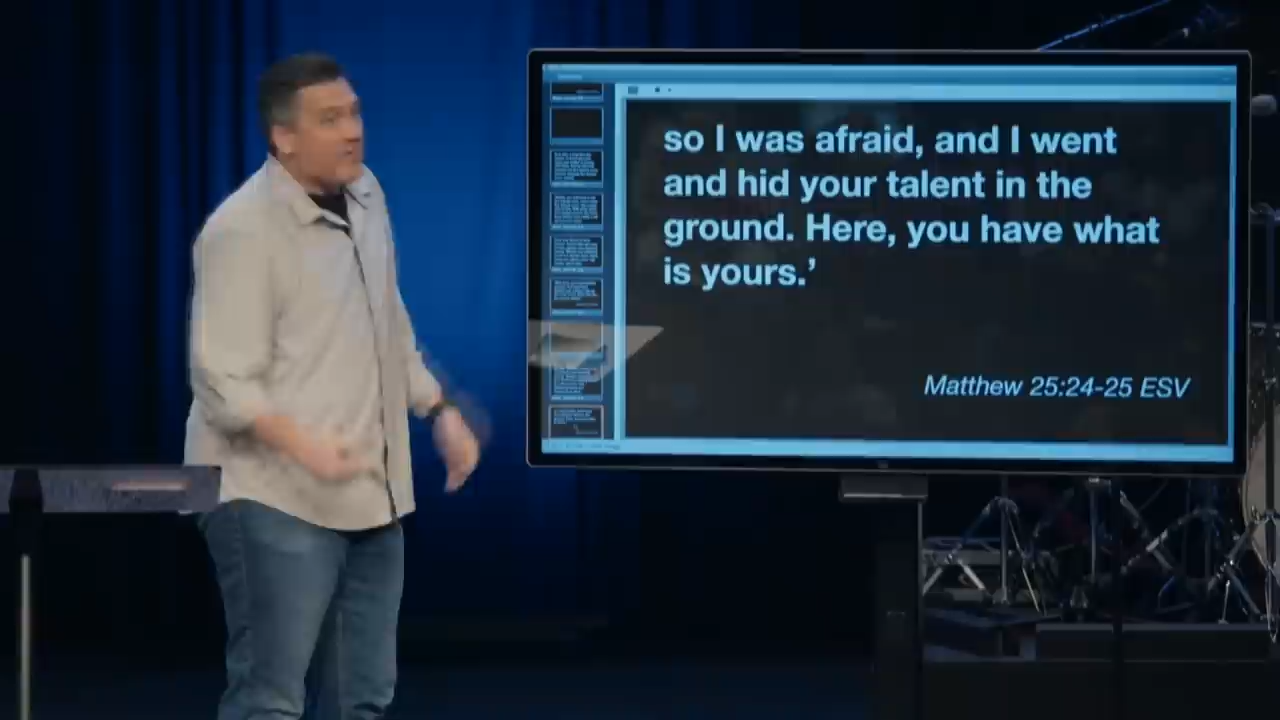 so I was afraid, and I went
and hid your talent in the
ground. Here, you have what
is yours.’
Matthew 25:24-25 ESV